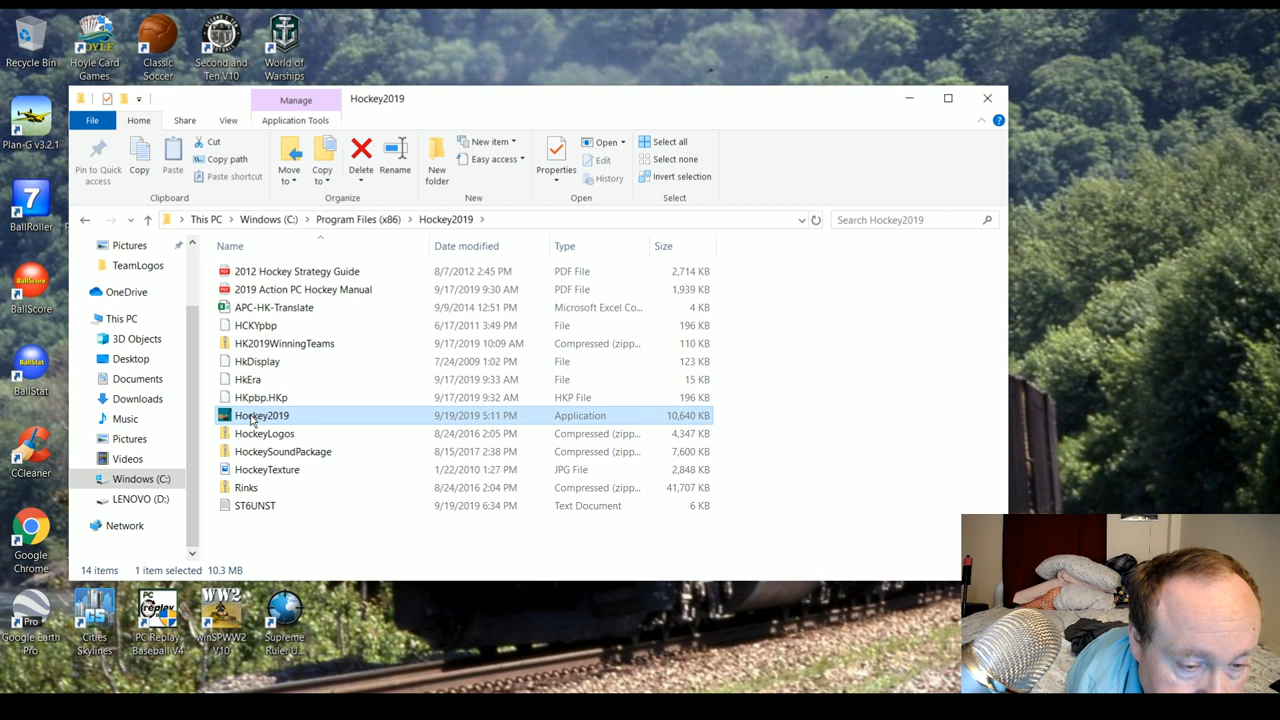 Recycle Bin
Hoyle Card Games
Classic Soccer
Second and Ten V10
World of Warships
Manage
Hockey2019
File
Home
Share
View
Application Tools
Pin to Quick access
Copy
Paste
Cut
Copy path
Paste shortcut
Move to
Copy to
Delete
Rename
New folder
New item
Easy access
Properties
Open
Edit
History
Select all
Select none
Invert selection
Clipboard
Organize
New
Open
Select
This PC > Windows (C:) > Program Files (x86) > Hockey2019 >
Search Hockey2019
Plan-G v3.2.1
7
BallRoller
BallScore
BallScore
BallStat
BallStat
CCleaner
Google Chrome
Pictures
TeamLogos
OneDrive
This PC
3D Objects
Desktop
Documents
Downloads
Music
Pictures
Videos
Windows (C:)
LENOVO (D:)
Network
Name Date modified Type Size
2012 Hockey Strategy Guide 8/7/2012 2:45 PM PDF File 2,714 KB
2019 Action PC Hockey Manual 9/17/2019 9:30 AM PDF File 1,939 KB
APC-HK-Translate 9/9/2014 12:51 PM Microsoft Excel Co... 4 KB
HCKYpbp 6/17/2011 3:49 PM File 196 KB
HK2019WinningTeams 9/17/2019 10:09 AM Compressed (zipp... 110 KB
HkDisplay 7/24/2009 1:02 PM File 123 KB
HkEra 9/17/2019 9:33 AM File 15 KB
HKpbp.HKp 9/17/2019 9:32 AM HKP File 196 KB
Hockey2019 9/19/2019 5:11 PM Application 10,640 KB
HockeyLogos 8/24/2016 2:05 PM Compressed (zipp... 4,347 KB
HockeySoundPackage 8/15/2017 2:38 PM Compressed (zipp... 7,600 KB
HockeyTexture 1/22/2010 1:27 PM JPG File 2,848 KB
Rinks 8/24/2016 2:04 PM Compressed (zipp... 41,707 KB
ST6UNST 9/19/2019 6:34 PM Text Document 6 KB
14 items 1 item selected 10.3 MB
Pro
Google Earth Pro
CS
Cities Skylines
PC Replay Baseball V4
WW2
winSPWW2 V10
Supreme Ruler U...